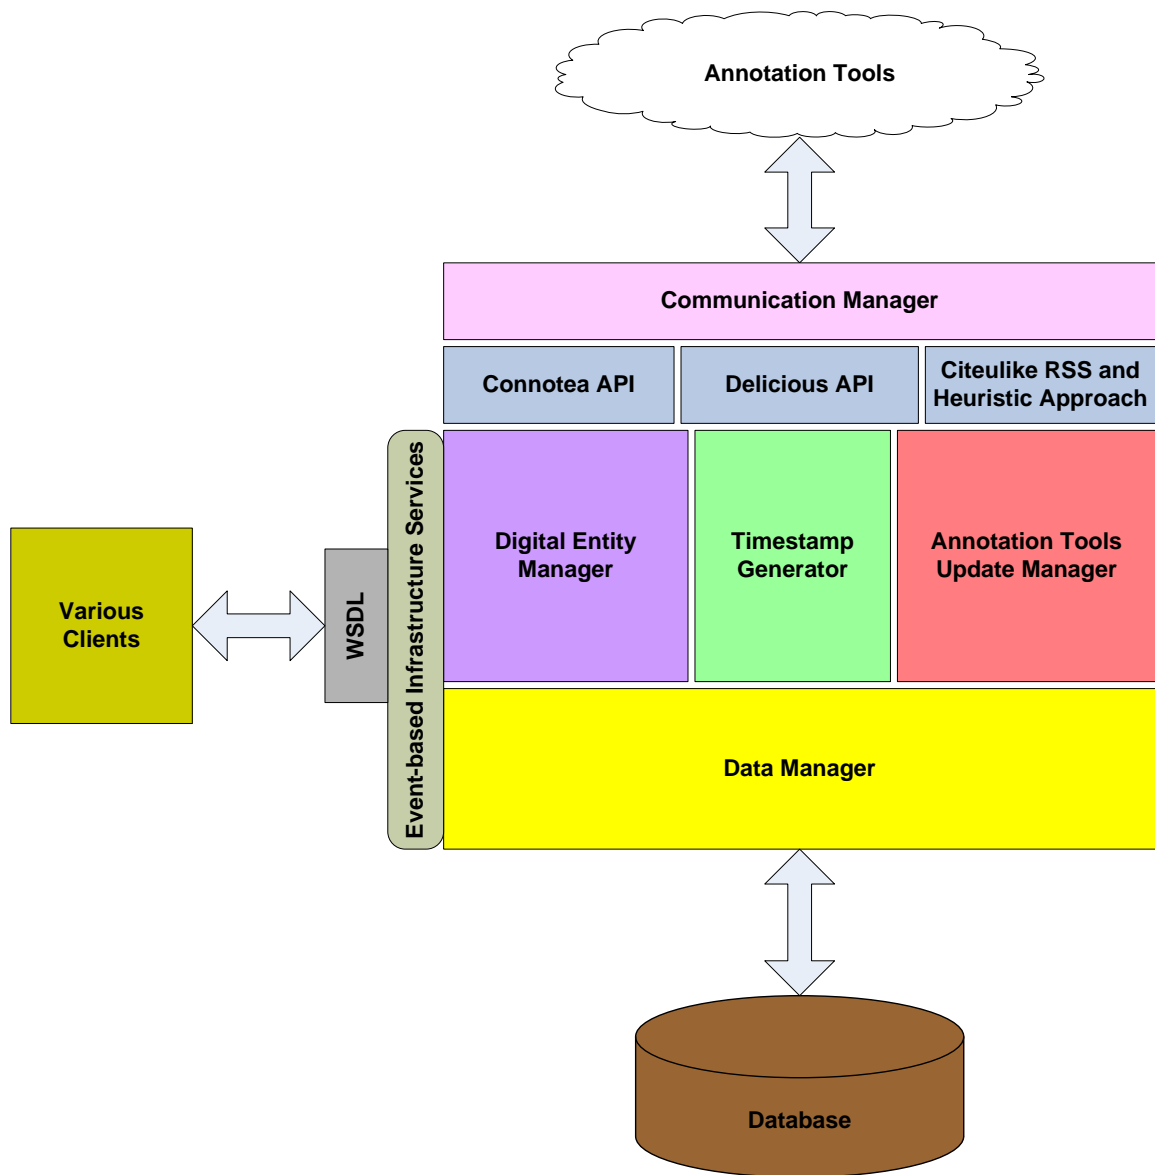 Annotation Tools
Communication Manager
Connotea API
Delicious API
Citeulike RSS and
Heuristic Approach
Event-based Infrastructure Services
Digital Entity
Manager
Timestamp
Generator
Annotation Tools
Update Manager
Various
Clients
WSDL
Data Manager
Database